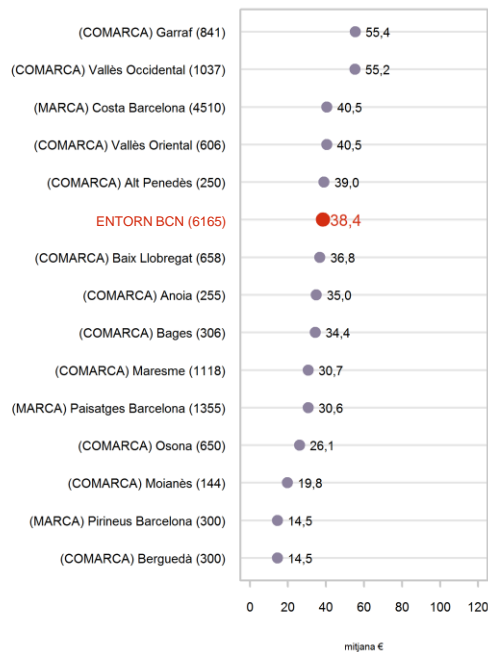 (COMARCA) Garraf (841) 55,4
(COMARCA) Vallès Occidental (1037) 55,2
(MARCA) Costa Barcelona (4510) 40,5
(COMARCA) Vallès Oriental (606) 40,5
(COMARCA) Alt Penedès (250) 39,0
ENTORN BCN (6165) 38,4
(COMARCA) Baix Llobregat (658) 36,8
(COMARCA) Anoia (255) 35,0
(COMARCA) Bages (306) 34,4
(COMARCA) Maresme (1118) 30,7
(MARCA) Paisatges Barcelona (1355) 30,6
(COMARCA) Osona (650) 26,1
(COMARCA) Moianès (144) 19,8
(MARCA) Pirineus Barcelona (300) 14,5
(COMARCA) Berguedà (300) 14,5
0 20 40 60 80 100 120
mitjana €